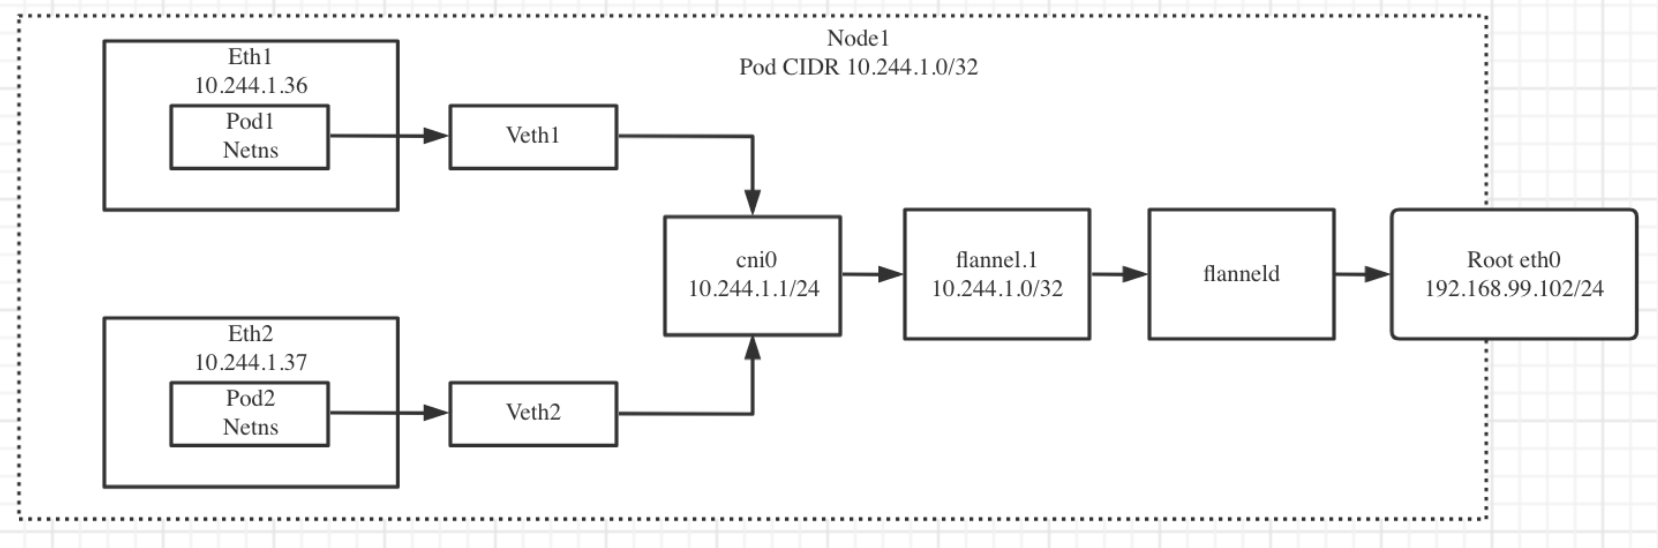 Node1
Pod CIDR 10.244.1.0/32
Eth1
10.244.1.36
Pod1
Netns
Veth1
cni0
10.244.1.1/24
flannel.1
10.244.1.0/32
flanneld
Root eth0
192.168.99.102/24
Eth2
10.244.1.37
Pod2
Netns
Veth2